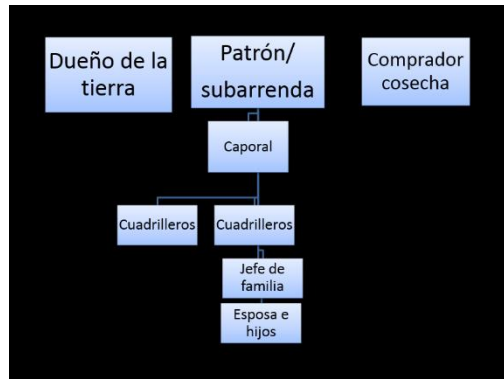 Dueño de la
tierra
Patrón/
subarrenda
Comprador
cosecha
Caporal
Cuadrilleros
Cuadrilleros
Jefe de
familia
Esposa e
hijos